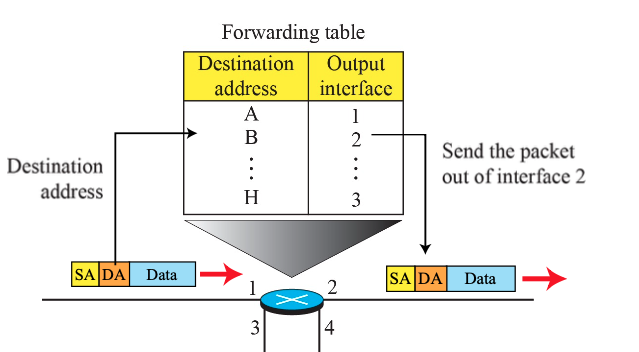 Forwarding table
Destination address
Output interface
A 1
B 2
⋮ ⋮
H 3
Destination
address
Send the packet
out of interface 2
SA DA Data
SA DA Data
1 2
3 4